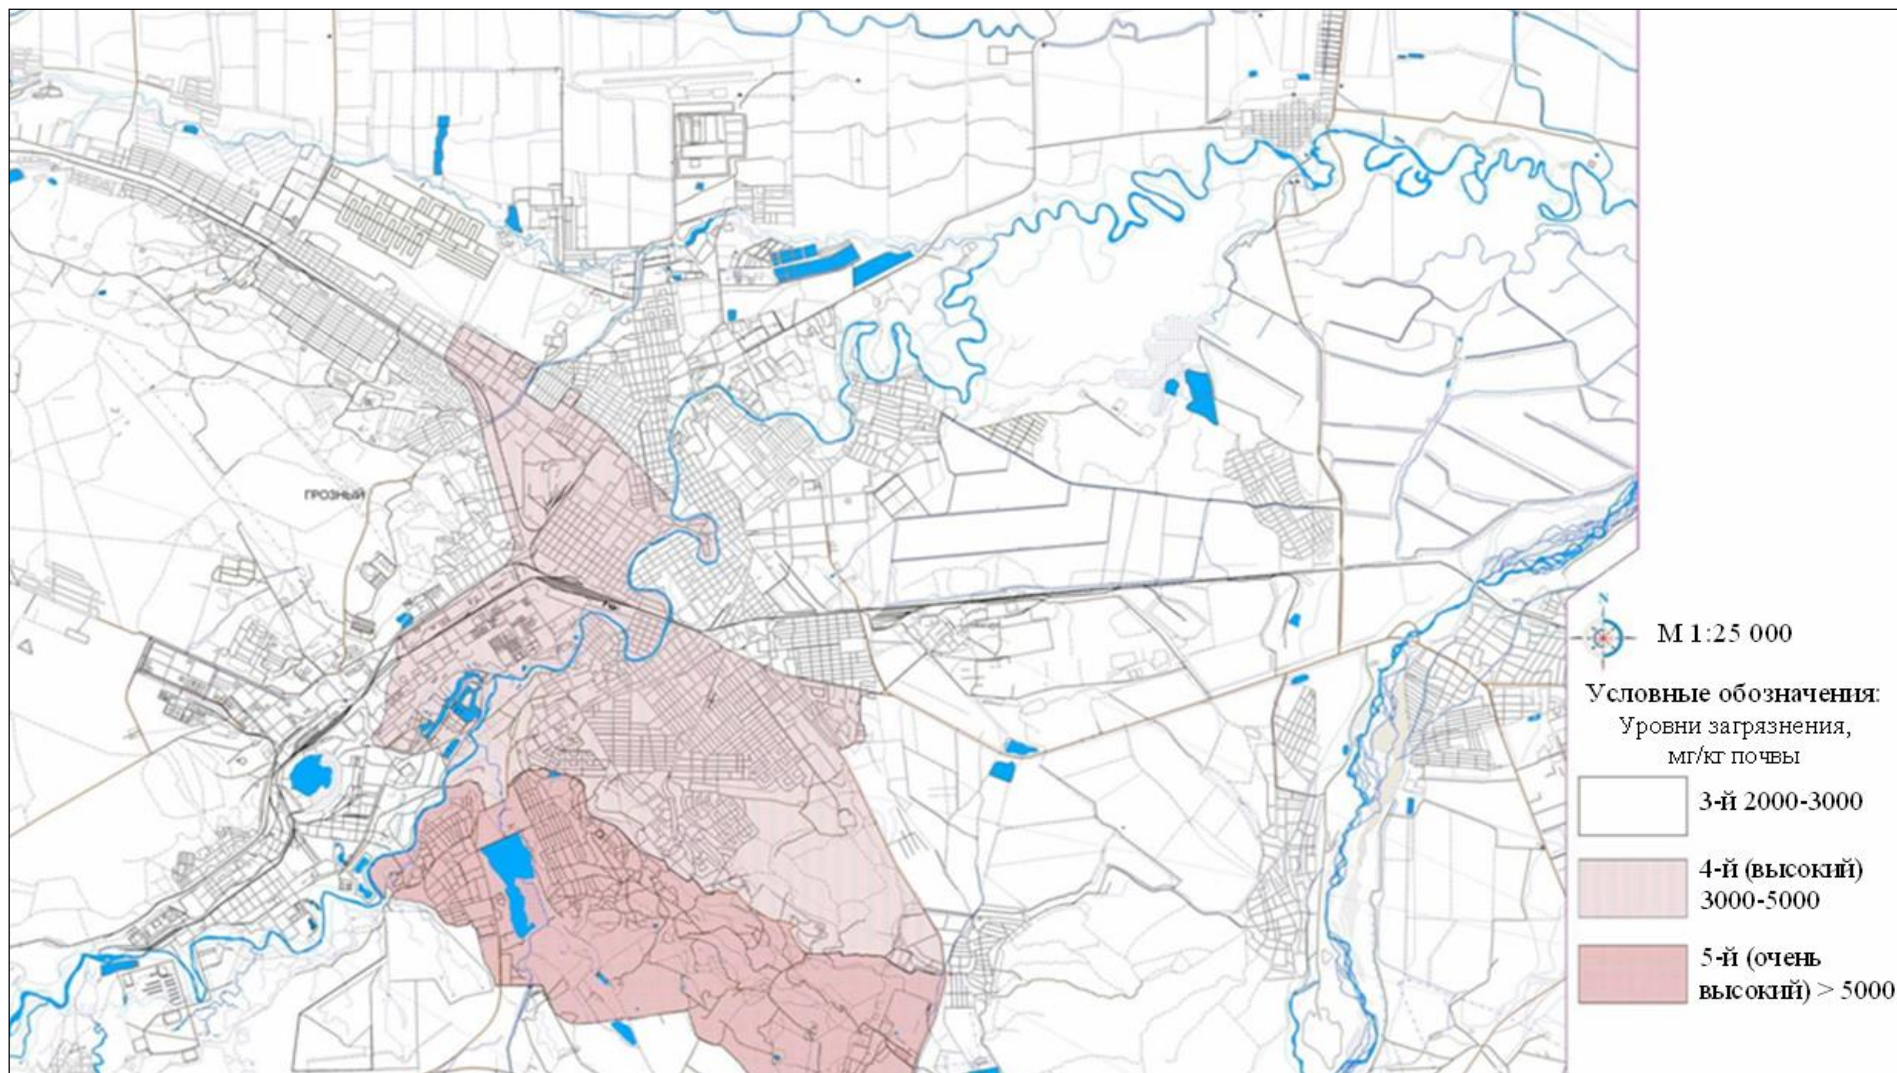 ГРОЗНЫЙ
N
М 1:25 000
Условные обозначения:
Уровни загрязнения,
мг/кг почвы
3-й 2000-3000
4-й (высокий)
3000-5000
5-й (очень
высокий) > 5000